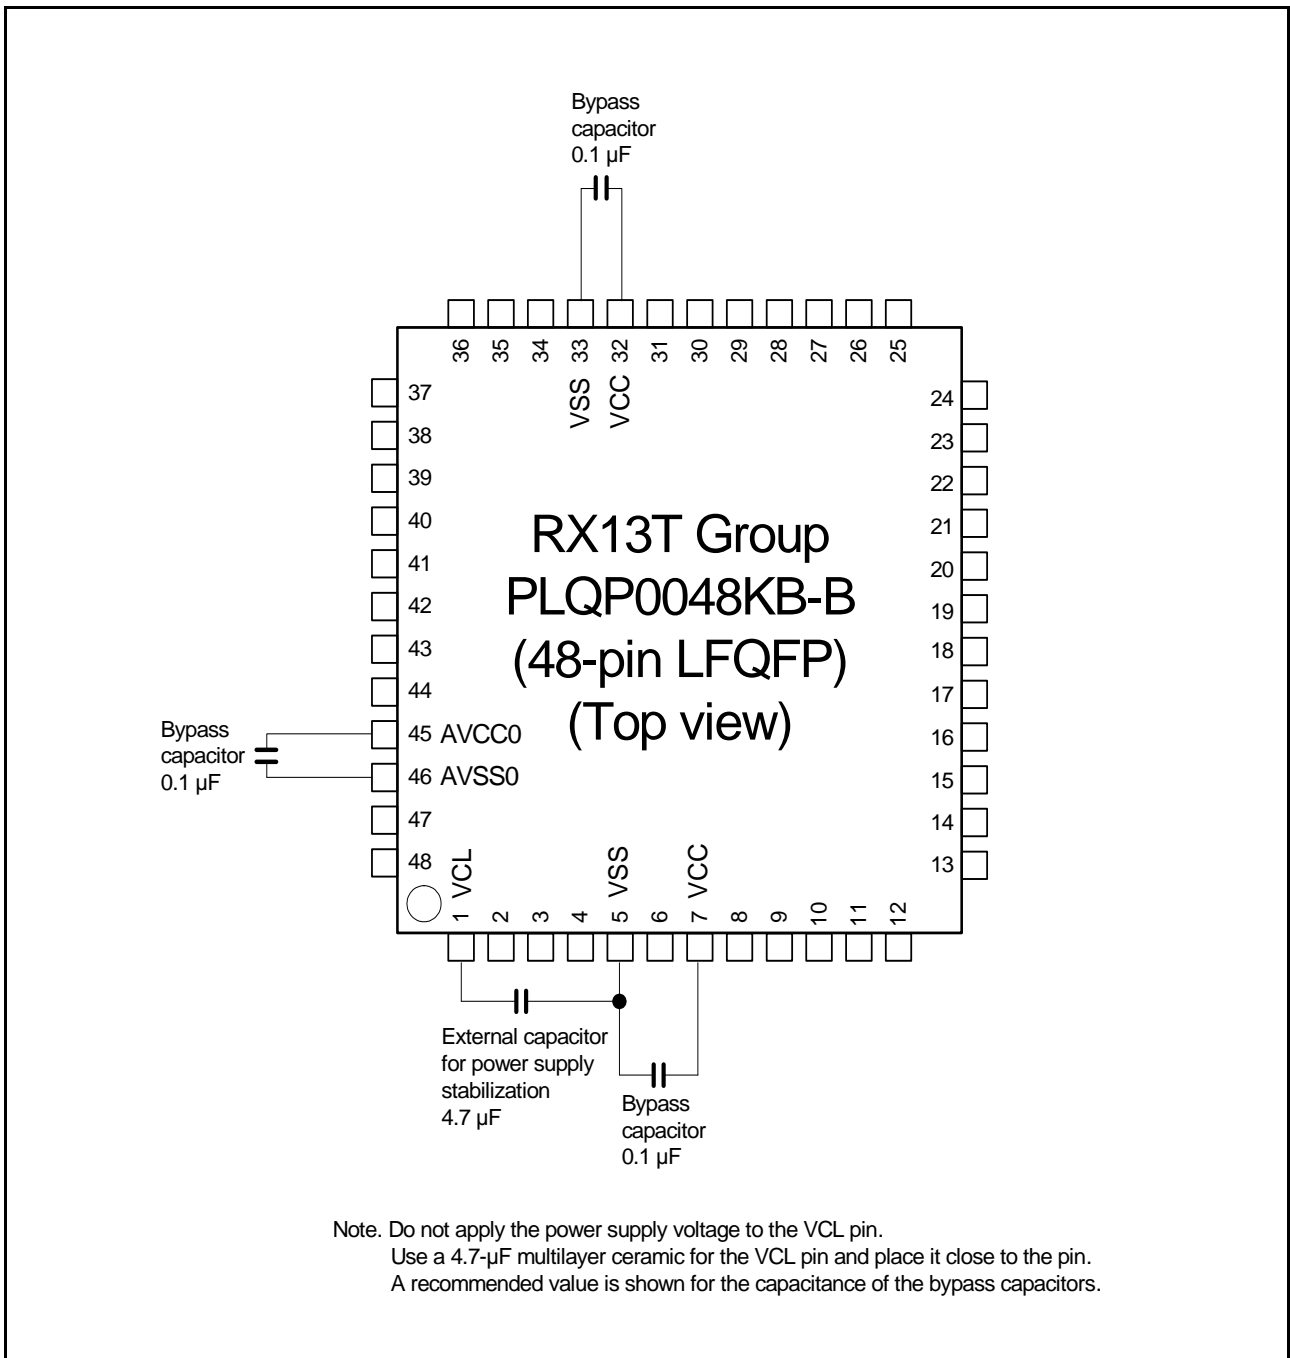 Bypass
capacitor
0.1 µF
36
35
34
33
32
31
30
29
28
27
26
25
VSS
VCC
37
38
39
40
41
42
43
44
45 AVCC0
46 AVSS0
47
48
24
23
22
21
20
19
18
17
16
15
14
13
RX13T Group
PLQP0048KB-B
(48-pin LFQFP)
(Top view)
Bypass
capacitor
0.1 µF
VCL
VSS
VCC
1
2
3
4
5
6
7
8
9
10
11
12
External capacitor
for power supply
stabilization
4.7 µF
Bypass
capacitor
0.1 µF
Note. Do not apply the power supply voltage to the VCL pin.
Use a 4.7-µF multilayer ceramic for the VCL pin and place it close to the pin.
A recommended value is shown for the capacitance of the bypass capacitors.